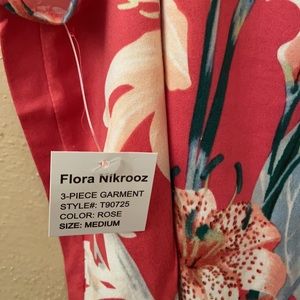 Flora Nikrooz
3-PIECE GARMENT
STYLE#: T90725
COLOR: ROSE
SIZE: MEDIUM